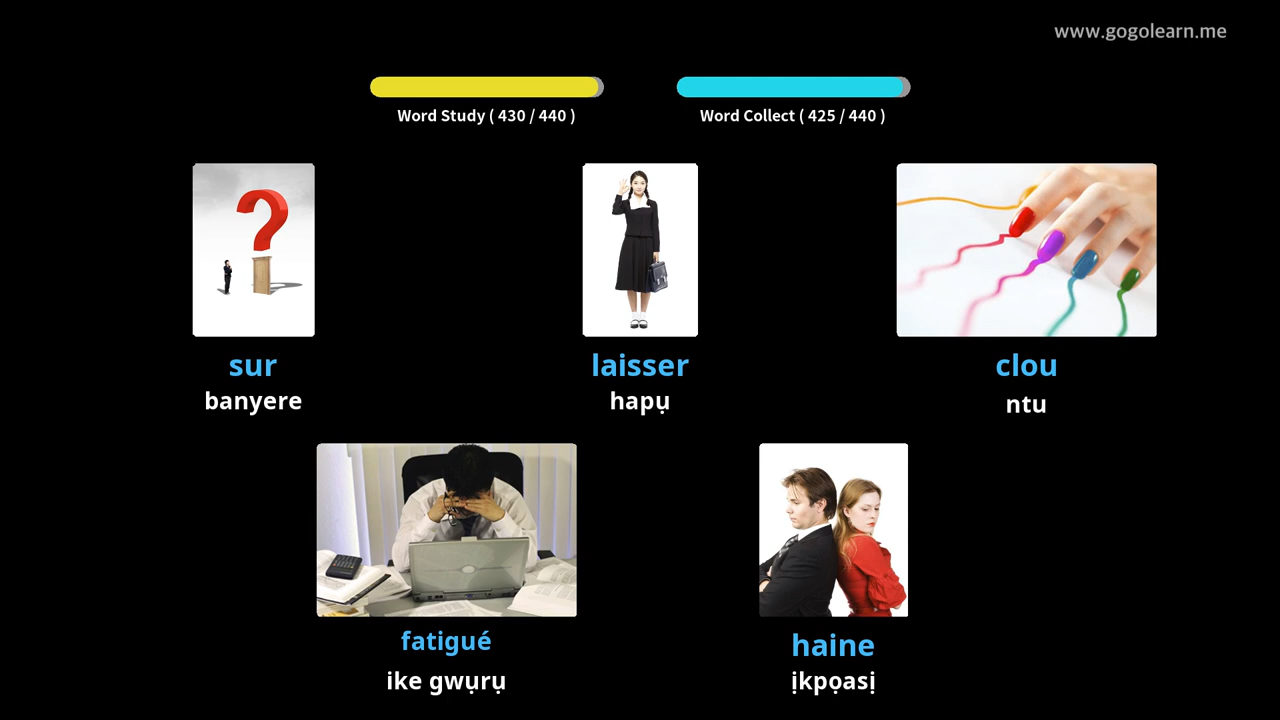 www.gogolearn.me
Word Study ( 430 / 440 )
Word Collect ( 425 / 440 )
sur
banyere
laisser
hapụ
clou
ntu
fatigué
ike gwụrụ
haine
ịkpọasị